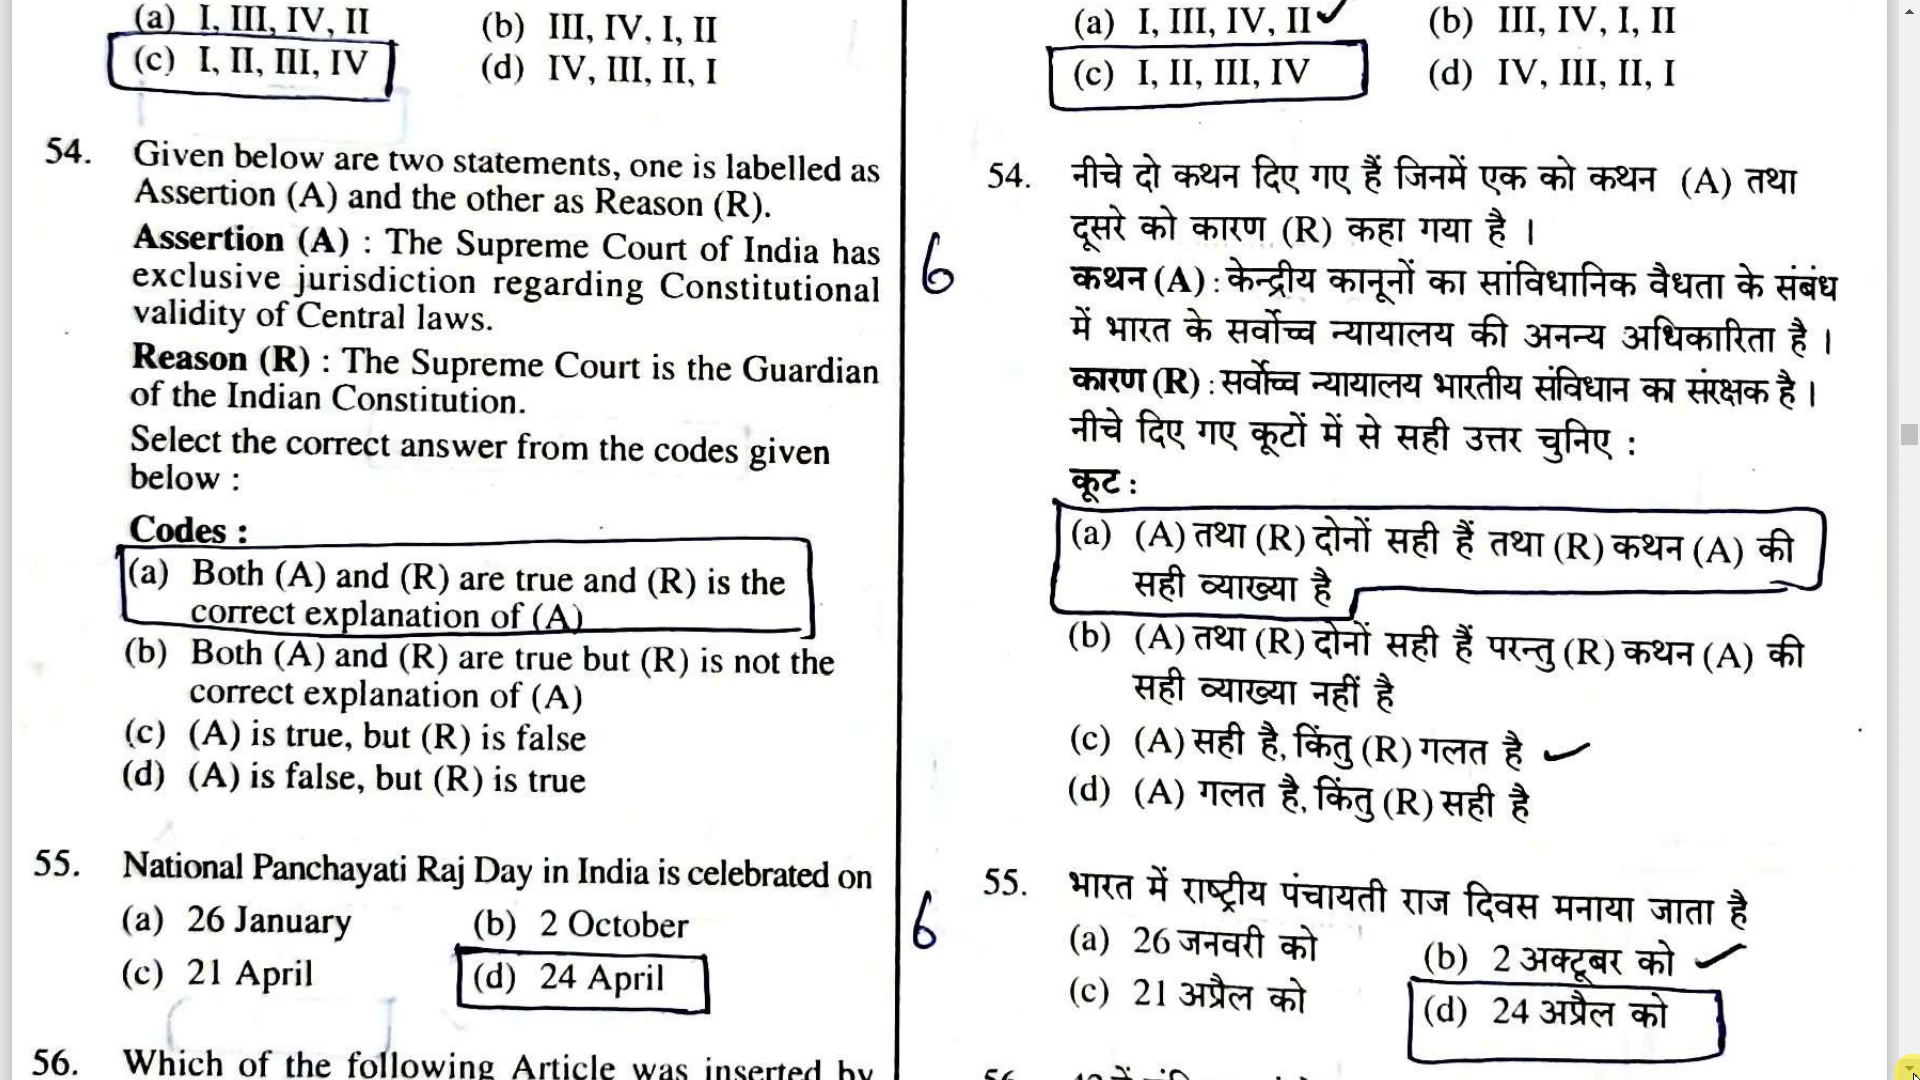 (a) I, III, IV, II (b) III, IV, I, II
(c) I, II, III, IV (d) IV, III, II, I
54. Given below are two statements, one is labelled as
Assertion (A) and the other as Reason (R).
Assertion (A) : The Supreme Court of India has
exclusive jurisdiction regarding Constitutional
validity of Central laws.
Reason (R) : The Supreme Court is the Guardian
of the Indian Constitution.
Select the correct answer from the codes given
below :
Codes :
(a) Both (A) and (R) are true and (R) is the
correct explanation of (A)
(b) Both (A) and (R) are true but (R) is not the
correct explanation of (A)
(c) (A) is true, but (R) is false
(d) (A) is false, but (R) is true
55. National Panchayati Raj Day in India is celebrated on
(a) 26 January (b) 2 October
(c) 21 April (d) 24 April
56. Which of the following Article was inserted by
6
6
(a) I, III, IV, II (b) III, IV, I, II
(c) I, II, III, IV (d) IV, III, II, I
54. नीचे दो कथन दिए गए हैं जिनमें एक को कथन (A) तथा
दूसरे को कारण (R) कहा गया है ।
कथन (A) : केन्द्रीय कानूनों का सांविधानिक वैधता के संबंध
में भारत के सर्वोच्च न्यायालय की अनन्य अधिकारिता है ।
कारण (R) : सर्वोच्च न्यायालय भारतीय संविधान का संरक्षक है ।
नीचे दिए गए कूटों में से सही उत्तर चुनिए :
कूट :
(a) (A) तथा (R) दोनों सही हैं तथा (R) कथन (A) की
सही व्याख्या है
(b) (A) तथा (R) दोनों सही हैं परन्तु (R) कथन (A) की
सही व्याख्या नहीं है
(c) (A) सही है, किंतु (R) गलत है
(d) (A) गलत है, किंतु (R) सही है
55. भारत में राष्ट्रीय पंचायती राज दिवस मनाया जाता है
(a) 26 जनवरी को (b) 2 अक्टूबर को
(c) 21 अप्रैल को (d) 24 अप्रैल को